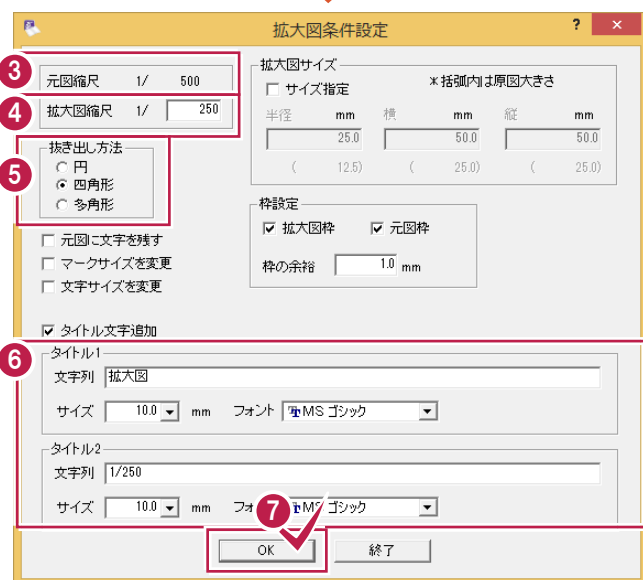 拡大図条件設定 ? ×
3 元図縮尺 1/ 500
4 拡大図縮尺 1/ 250
5 抜き出し方法
円
四角形
多角形
元図に文字を残す
マークサイズを変更
文字サイズを変更
拡大図サイズ
サイズ指定 *括弧内は原図大きさ
半径 mm 横 mm 縦 mm
25.0 50.0 50.0
( 12.5) ( 25.0) ( 25.0)
枠設定
拡大図枠 元図枠
枠の余裕 1.0 mm
タイトル文字追加
6 タイトル1
文字列 拡大図
サイズ 10.0 mm フォント MS ゴシック
タイトル2
文字列 1/250
サイズ 10.0 mm フォ MS ゴシック
7
OK 終了